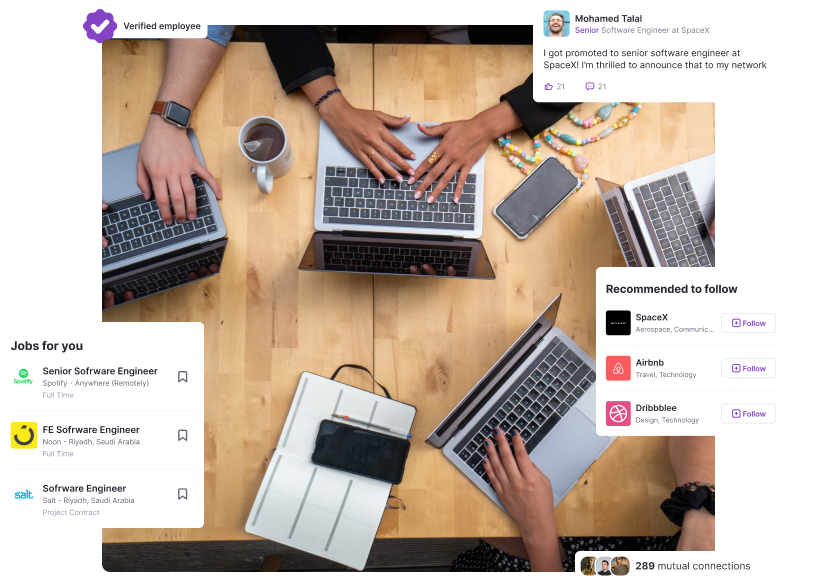 Verified employee
Mohamed Talal
Senior Software Engineer at SpaceX
I got promoted to senior software engineer at
SpaceX! I'm thrilled to announce that to my network
21
21
Recommended to follow
SpaceX
Aerospace, Communic...
Follow
Airbnb
Travel, Technology
Follow
Dribbblee
Design, Technology
Follow
Jobs for you
Spotify
Senior Sofrware Engineer
Spotify - Anywhere (Remotely)
Full Time
FE Sofrware Engineer
Noon - Riyadh, Saudi Arabia
Full Time
salt
Sofrware Engineer
Salt - Riyadh, Saudi Arabia
Project Contract
289 mutual connections